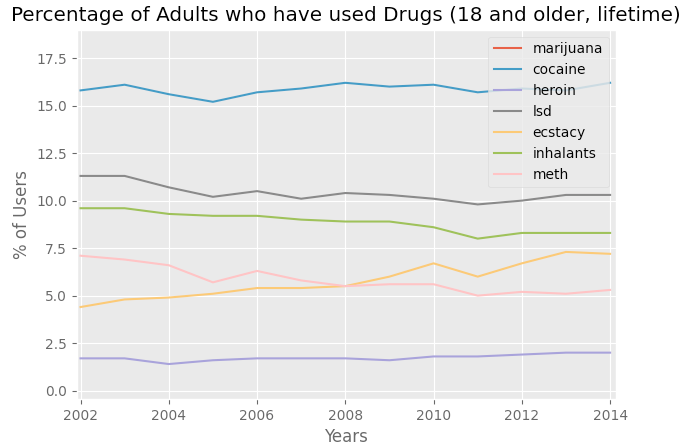 Percentage of Adults who have used Drugs (18 and older, lifetime)
17.5
15.0
12.5
10.0
7.5
5.0
2.5
0.0
% of Users
marijuana
cocaine
heroin
lsd
ecstacy
inhalants
meth
2002
2004
2006
2008
2010
2012
2014
Years